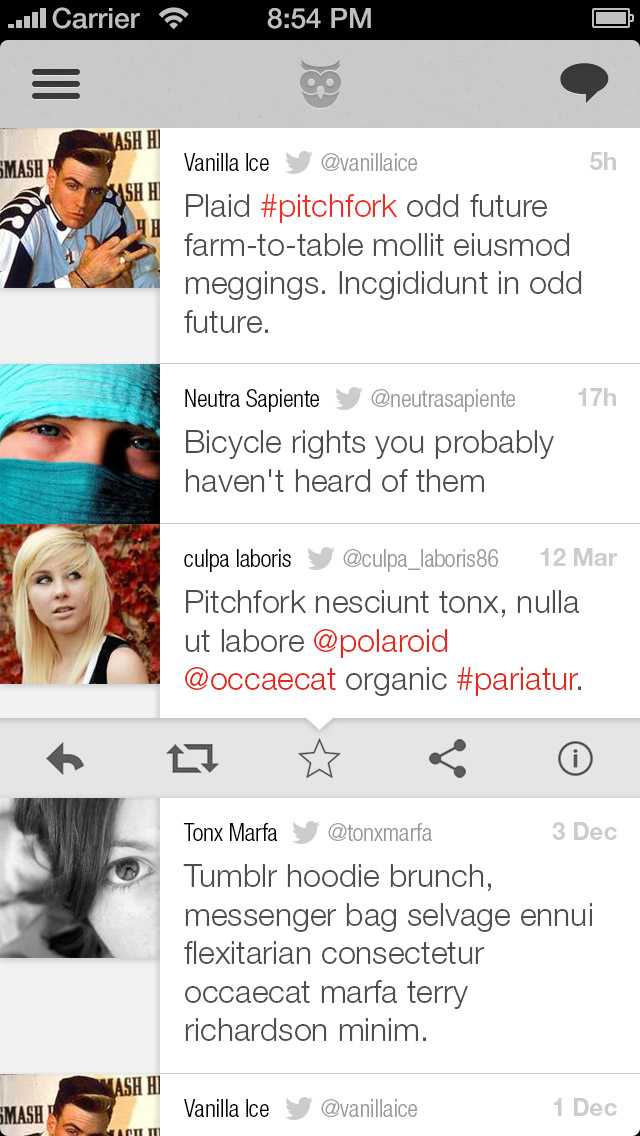 Carrier 8:54 PM
SMASH H
ASH HI
Vanilla Ice @vanillaice 5h
Plaid #pitchfork odd future
farm-to-table mollit eiusmod
meggings. Incgididunt in odd
future.
Neutra Sapiente @neutrasapiente 17h
Bicycle rights you probably
haven't heard of them
culpa laboris @culpa_laboris86 12 Mar
Pitchfork nesciunt tonx, nulla
ut labore @polaroid
@occaecat organic #pariatur.
Tonx Marfa @tonxmarfa 3 Dec
Tumblr hoodie brunch,
messenger bag selvage ennui
flexitarian consectetur
occaecat marfa terry
richardson minim.
Vanilla Ice @vanillaice 1 Dec